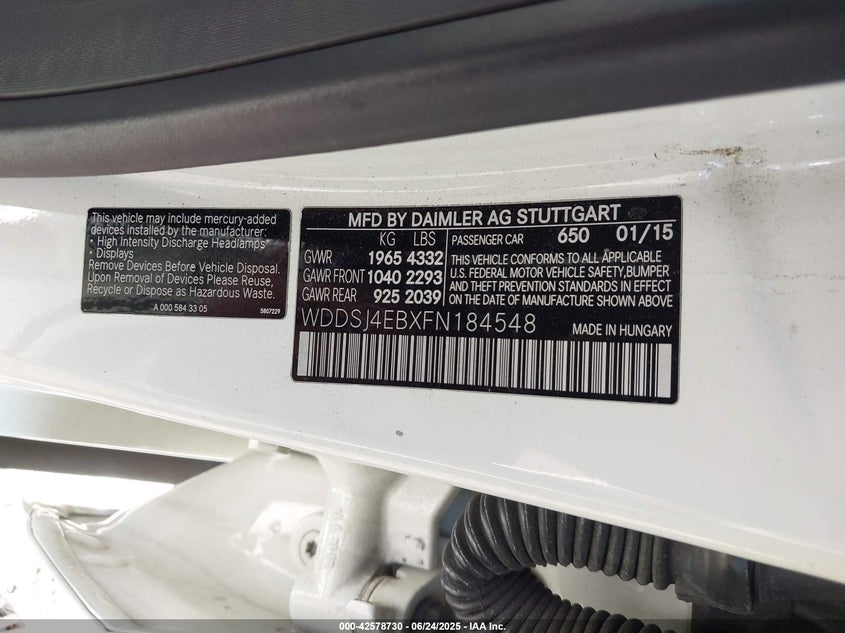 This vehicle may include mercury-added
devices installed by the manufacturer:
• High Intensity Discharge Headlamps
• Displays
Remove Devices Before Vehicle Disposal.
Upon Removal of Devices Please Reuse,
Recycle or Dispose as Hazardous Waste.
A 000 584 33 05
5807229
MFD BY DAIMLER AG STUTTGART
KG LBS
GVWR 1965 4332
GAWR FRONT 1040 2293
GAWR REAR 925 2039
PASSENGER CAR 650 01/15
THIS VEHICLE CONFORMS TO ALL APPLICABLE
U.S. FEDERAL MOTOR VEHICLE SAFETY,BUMPER
AND THEFT PREVENTION STANDARDS IN EFFECT
ON THE DATE OF MANUFACTURE SHOWN ABOVE
WDDSJ4EBXFN184548
MADE IN HUNGARY
000-42578730 - 06/24/2025 - IAA Inc.